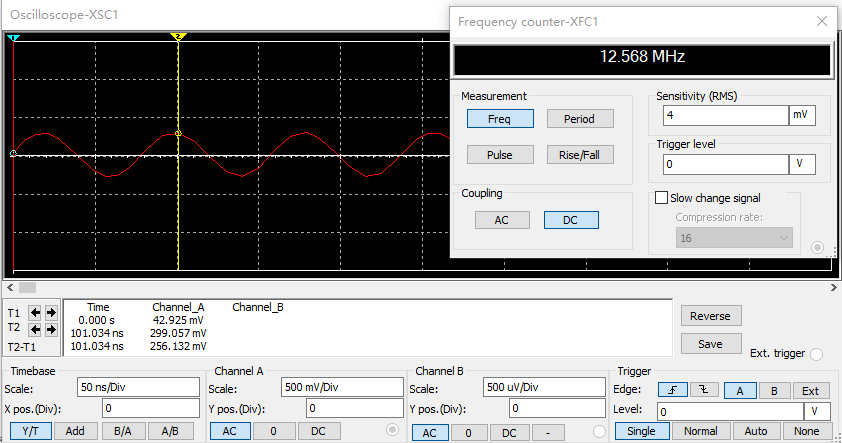 Oscilloscope-XSC1
Frequency counter-XFC1
12.568 MHz
Measurement
Freq Period
Pulse Rise/Fall
Coupling
AC DC
Sensitivity (RMS)
4 mV
Trigger level
0 V
Slow change signal
Compression rate:
16
1 2
T1
T2
T2-T1
Time Channel_A Channel_B
0.000 s 42.925 mV
101.034 ns 299.057 mV
101.034 ns 256.132 mV
Reverse
Save
Ext. trigger
Timebase
Scale: 50 ns/Div
X pos.(Div): 0
Y/T Add B/A A/B
Channel A
Scale: 500 mV/Div
Y pos.(Div): 0
AC 0 DC
Channel B
Scale: 500 uV/Div
Y pos.(Div): 0
AC 0 DC -
Trigger
Edge: A B Ext
Level: 0 V
Single Normal Auto None